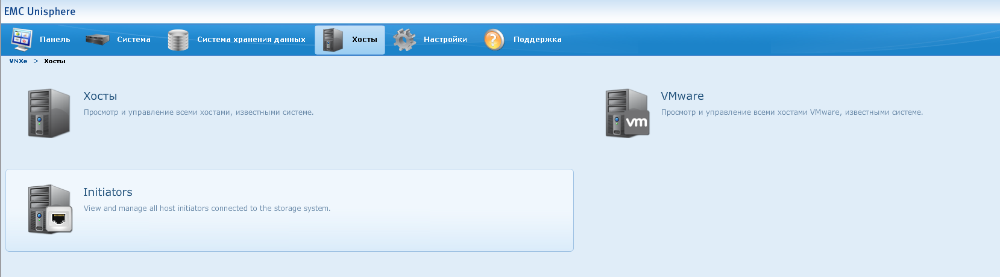 EMC Unisphere
Панель Система Система хранения данных Хосты Настройки Поддержка
VNXe > Хосты
Хосты
Просмотр и управление всеми хостами, известными системе.
VMware
Просмотр и управление всеми хостами VMware, известными системе.
vm
Initiators
View and manage all host initiators connected to the storage system.